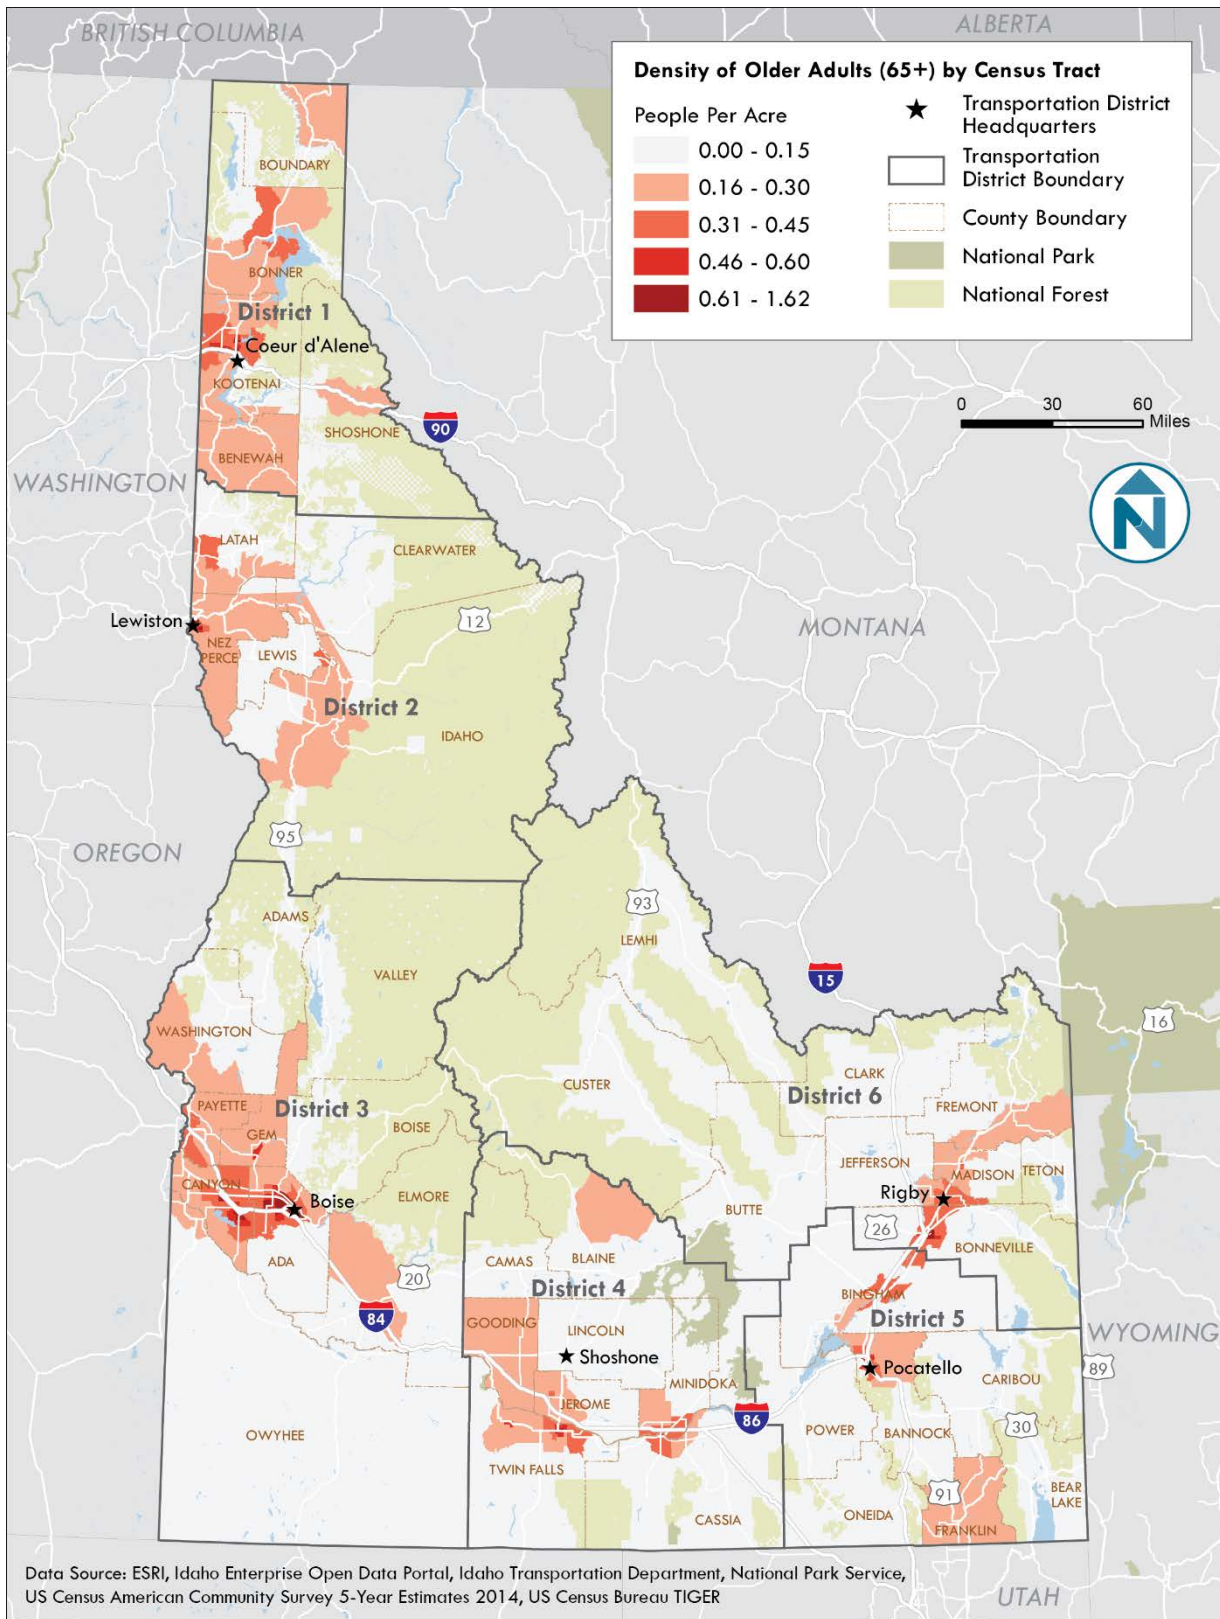 BRITISH COLUMBIA
ALBERTA
Density of Older Adults (65+) by Census Tract
People Per Acre
0.00 - 0.15
0.16 - 0.30
0.31 - 0.45
0.46 - 0.60
0.61 - 1.62
Transportation District
Headquarters
Transportation
District Boundary
County Boundary
National Park
National Forest
0 30 60
Miles
N
BOUNDARY
BONNER
District 1
Coeur d'Alene
KOOTENAI
90
SHOSHONE
BENEWAH
WASHINGTON
LATAH
CLEARWATER
Lewiston
12
MONTANA
NEZ
PERCE
LEWIS
District 2
IDAHO
95
OREGON
93
ADAMS
LEMHI
VALLEY
15
WASHINGTON
16
CLARK
CUSTER
District 6
PAYETTE
District 3
FREMONT
BOISE
GEM
JEFFERSON
MADISON
TETON
CANYON
Boise
ELMORE
Rigby
BUTTE
26
BONNEVILLE
ADA
CAMAS
BLAINE
20
District 4
BINGHAM
District 5
84
GOODING
LINCOLN
WYOMING
Shoshone
Pocatello
89
MINIDOKA
CARIBOU
JEROME
86
30
OWYHEE
POWER
BANNOCK
TWIN FALLS
91
BEAR
LAKE
CASSIA
ONEIDA
FRANKLIN
Data Source: ESRI, Idaho Enterprise Open Data Portal, Idaho Transportation Department, National Park Service,
US Census American Community Survey 5-Year Estimates 2014, US Census Bureau TIGER
UTAH